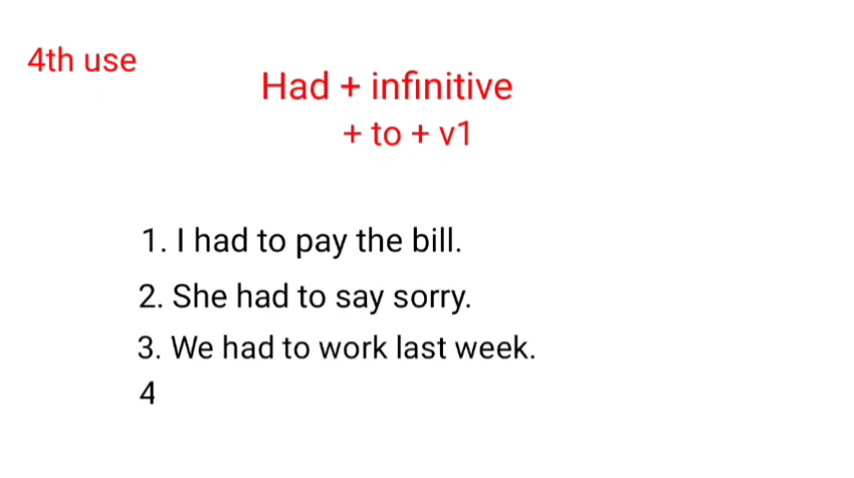 4th use
Had + infinitive
+ to + v1
1. I had to pay the bill.
2. She had to say sorry.
3. We had to work last week.
4